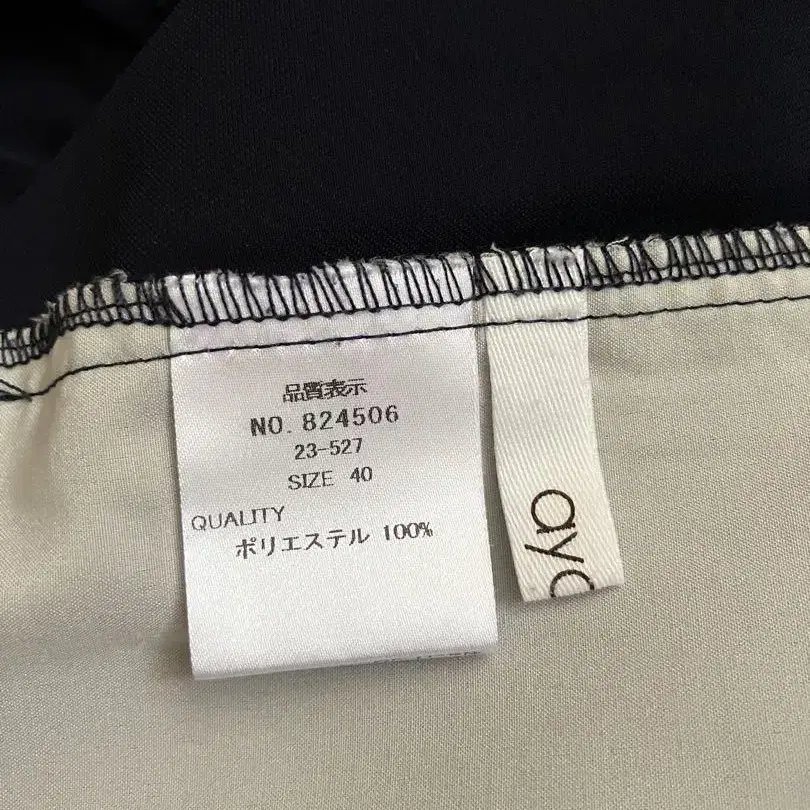 品質表示
NO. 824506
23-527
SIZE 40
QUALITY
ポリエステル 100%